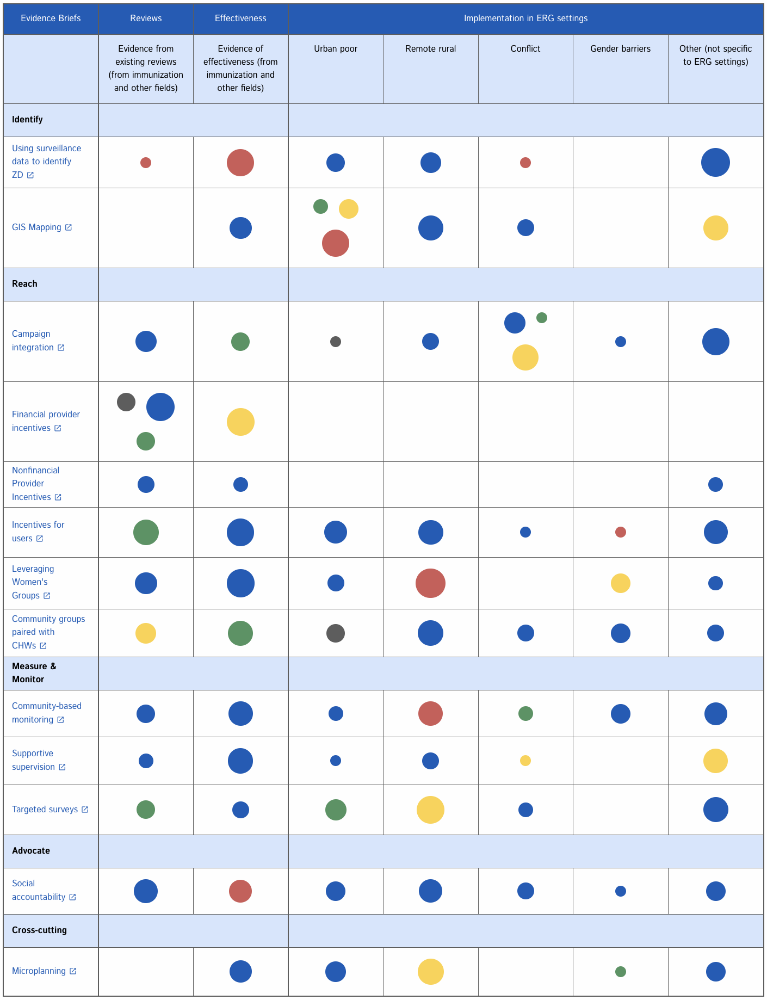 Evidence Briefs
Reviews
Effectiveness
Implementation in ERG settings
Evidence from
existing reviews
(from immunization
and other fields)
Evidence of
effectiveness (from
immunization and
other fields)
Urban poor
Remote rural
Conflict
Gender barriers
Other (not specific
to ERG settings)
Identify
Using surveillance
data to identify
ZD
GIS Mapping
Reach
Campaign
integration
Financial provider
incentives
Nonfinancial
Provider
Incentives
Incentives for
users
Leveraging
Women's
Groups
Community groups
paired with
CHWs
Measure &
Monitor
Community-based
monitoring
Supportive
supervision
Targeted surveys
Advocate
Social
accountability
Cross-cutting
Microplanning